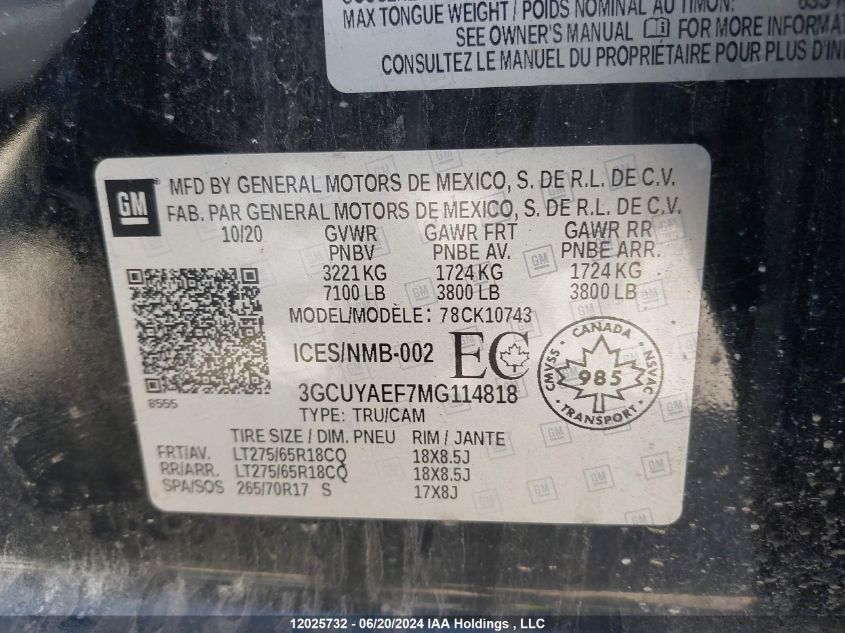 MAX TONGUE WEIGHT / POIDS NOMINAL AU TIMON:
SEE OWNER'S MANUAL FOR MORE
CONSULTEZ LE MANUEL DU PROPRIÉTAIRE POUR PLUS
GM
MFD BY GENERAL MOTORS DE MEXICO, S. DE R.L. DE C.V.
FAB. PAR GENERAL MOTORS DE MEXICO, S. DE R.L. DE C.V.
10/20 GVWR GAWR FRT GAWR RR
PNBV PNBE AV. PNBE ARR.
3221 KG 1724 KG 1724 KG
7100 LB 3800 LB 3800 LB
MODEL/MODÈLE: 78CK10743
ICES/NMB-002 EC
CANADA
CMVSS 985 NSVAC
TRANSPORT
3GCUYAEF7MG114818
8555
TYPE: TRU/CAM
TIRE SIZE / DIM. PNEU RIM / JANTE
FRT/AV. LT275/65R18CQ 18X8.5J
RR/ARR. LT275/65R18CQ 18X8.5J
SPA/SOS 265/70R17 S 17X8J
12025732 - 06/20/2024 IAA Holdings, LLC